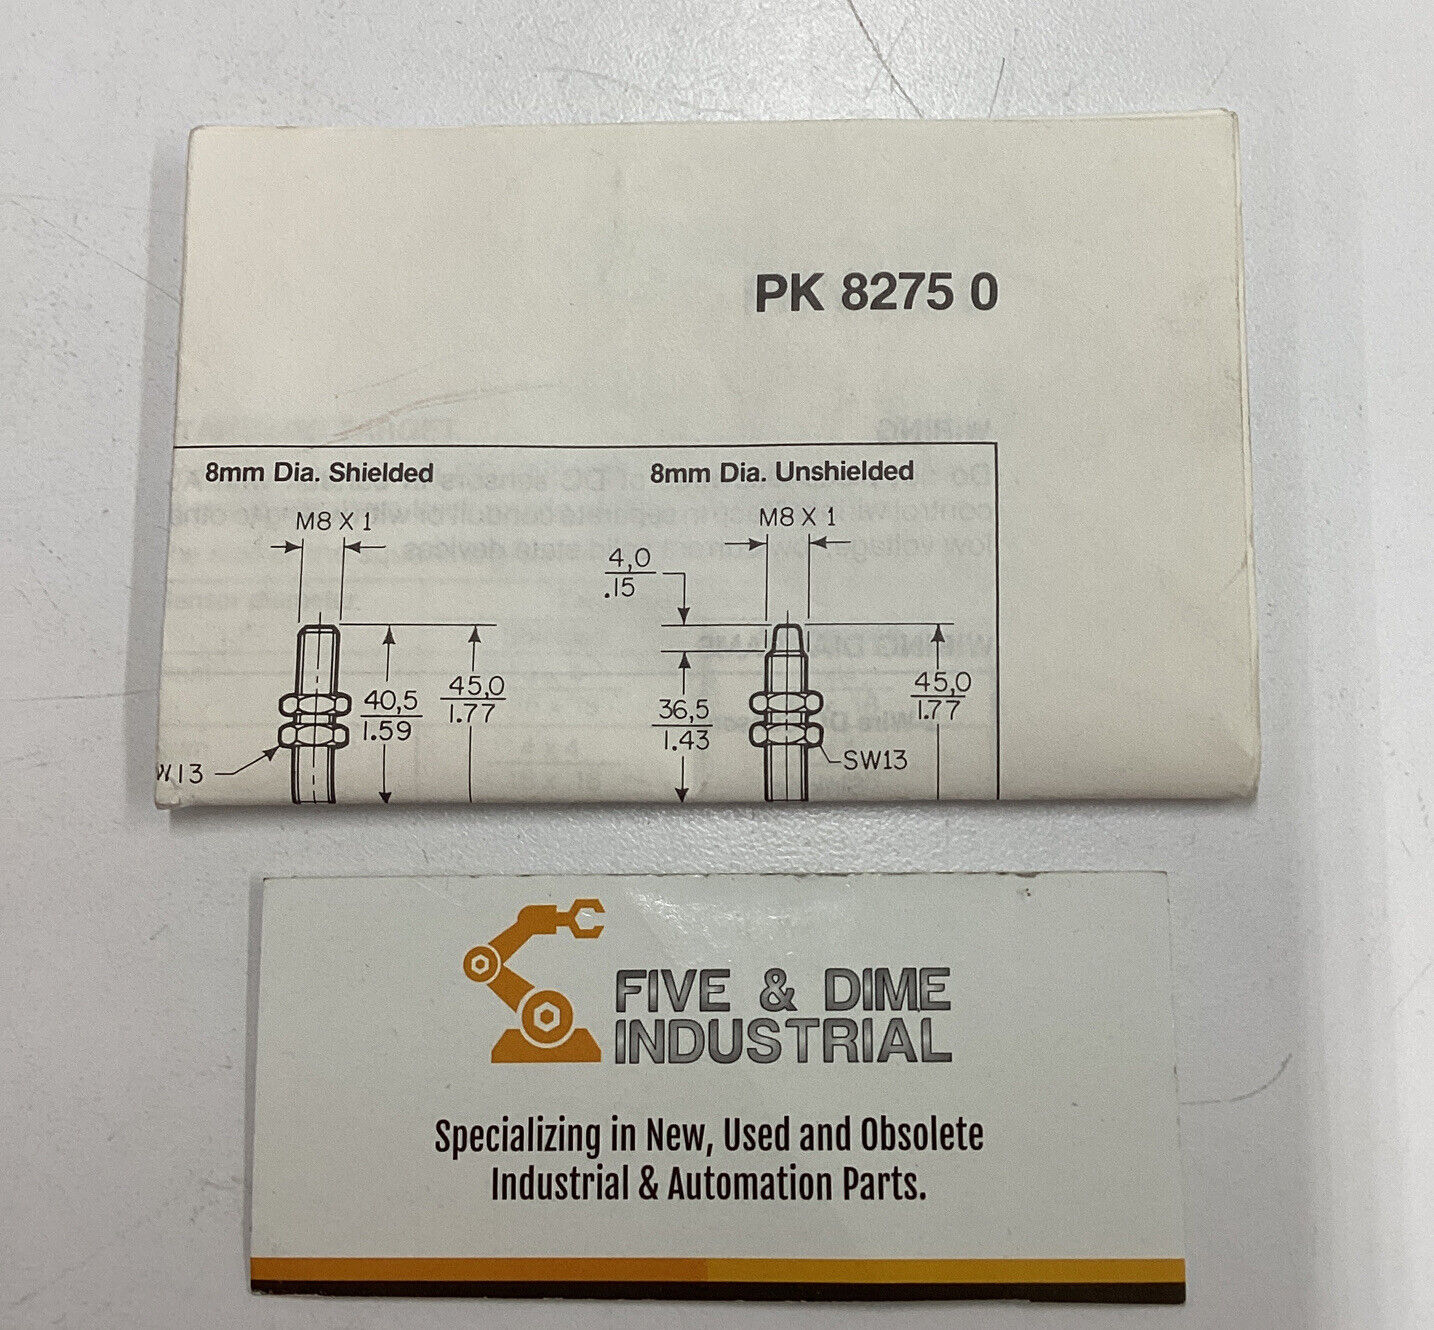 PK 8275 0
8mm Dia. Shielded
8mm Dia. Unshielded
M8 X 1
M8 X 1
4,0
.15
40,5
1.59
45,0
1.77
36,5
1.43
45,0
1.77
W13
SW13
FIVE & DIME
INDUSTRIAL
Specializing in New, Used and Obsolete
Industrial & Automation Parts.